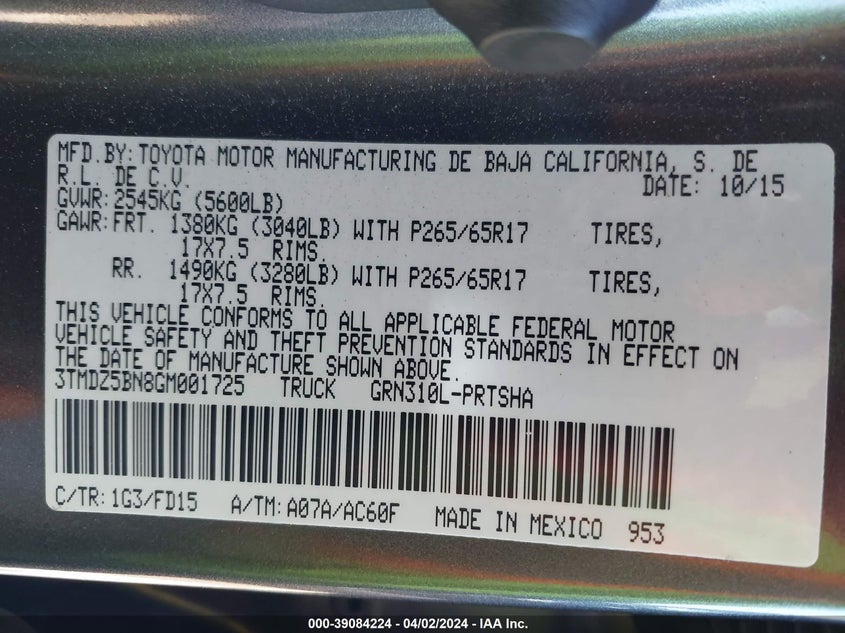 MFD.BY:TOYOTA MOTOR MANUFACTURING DE BAJA CALIFORNIA, S. DE
R.L. DE C.V. DATE: 10/15
GVWR:2545KG (5600LB)
GAWR:FRT. 1380KG (3040LB) WITH P265/65R17 TIRES,
17X7.5 RIMS.
RR. 1490KG (3280LB) WITH P265/65R17 TIRES,
17X7.5 RIMS.
THIS VEHICLE CONFORMS TO ALL APPLICABLE FEDERAL MOTOR
VEHICLE SAFETY AND THEFT PREVENTION STANDARDS IN EFFECT ON
THE DATE OF MANUFACTURE SHOWN ABOVE.
3TMDZ5BN8GM001725 TRUCK GRN310L-PRTSHA
C/TR:1G3/FD15 A/TM:A07A/AC60F MADE IN MEXICO 953
000-39084224 - 04/02/2024 - IAA Inc.